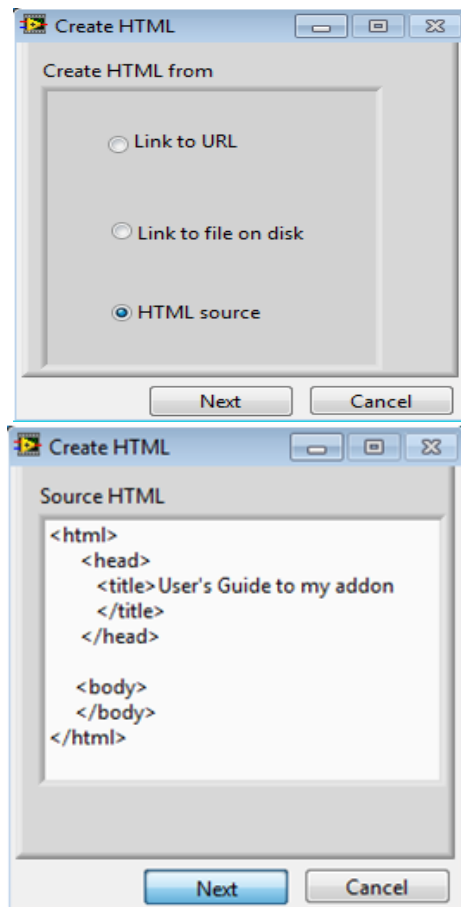 Create HTML
Create HTML from
Link to URL
Link to file on disk
HTML source
Next Cancel
Create HTML
Source HTML
<html>
<head>
<title>User's Guide to my addon
</title>
</head>
<body>
</body>
</html>
Next Cancel